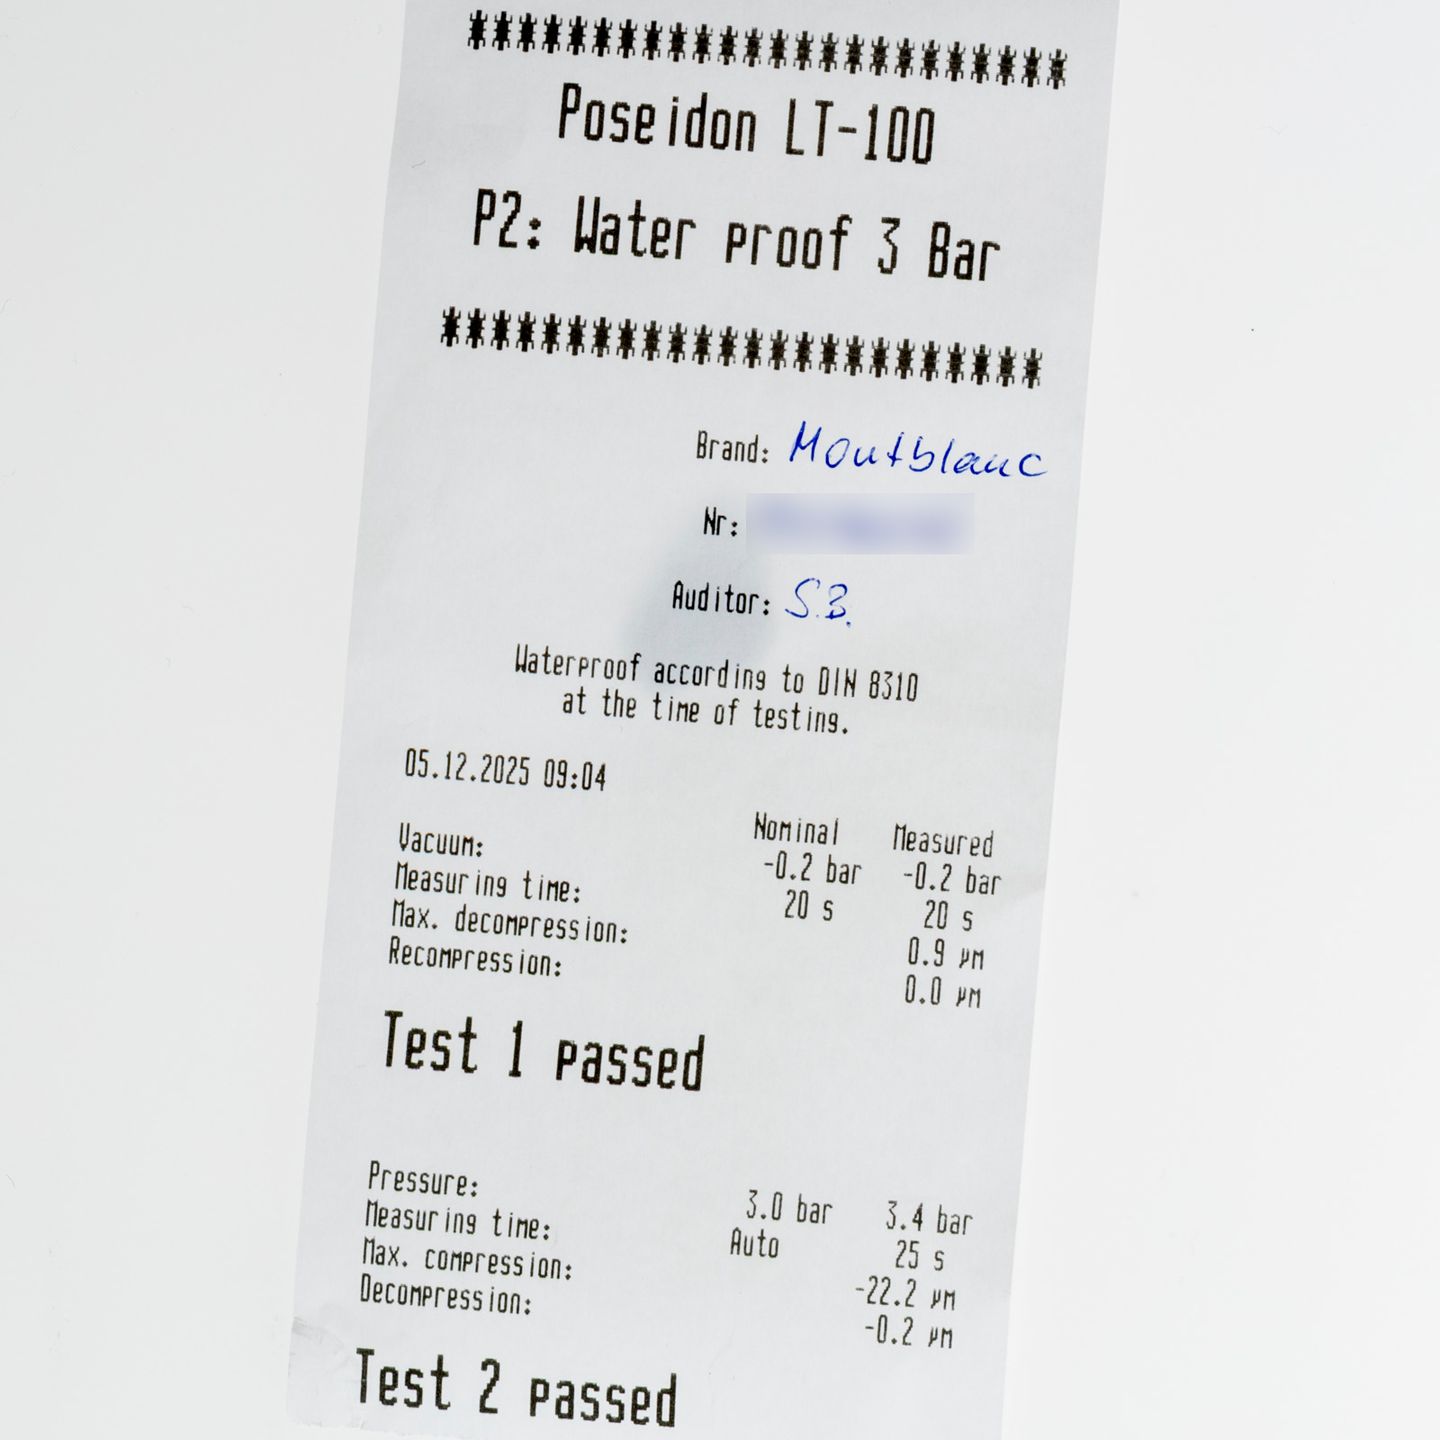 Poseidon LT-100
P2: Water proof 3 Bar
Brand: Montblanc
Nr:
Auditor: S.B.
Waterproof according to DIN 8310
at the time of testing.
05.12.2025 09:04
Nominal Measured
Vacuum: -0.2 bar -0.2 bar
Measuring time: 20 s 20 s
Max. decompression: 0.9 µm
Recompression: 0.0 µm
Test 1 passed
Pressure: 3.0 bar 3.4 bar
Measuring time: Auto 25 s
Max. compression: -22.2 µm
Decompression: -0.2 µm
Test 2 passed